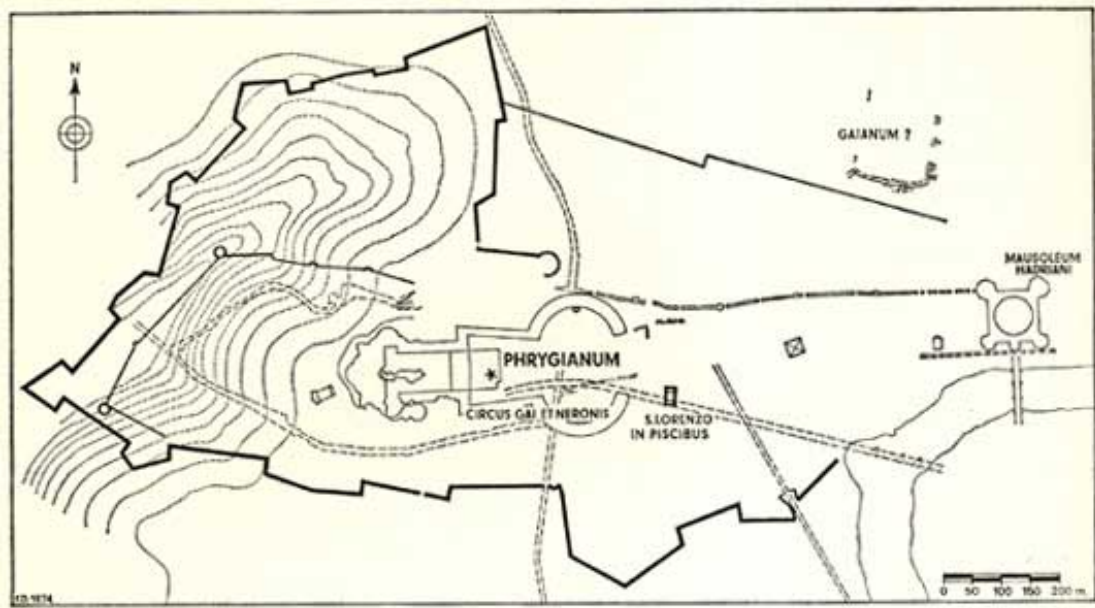 N
GAIANUM ?
MAUSOLEUM
HADRIANI
PHRYGIANUM
CIRCUS GAI ET NERONIS
S. LORENZO
IN PISCIBUS
0 50 100 150 200 m.